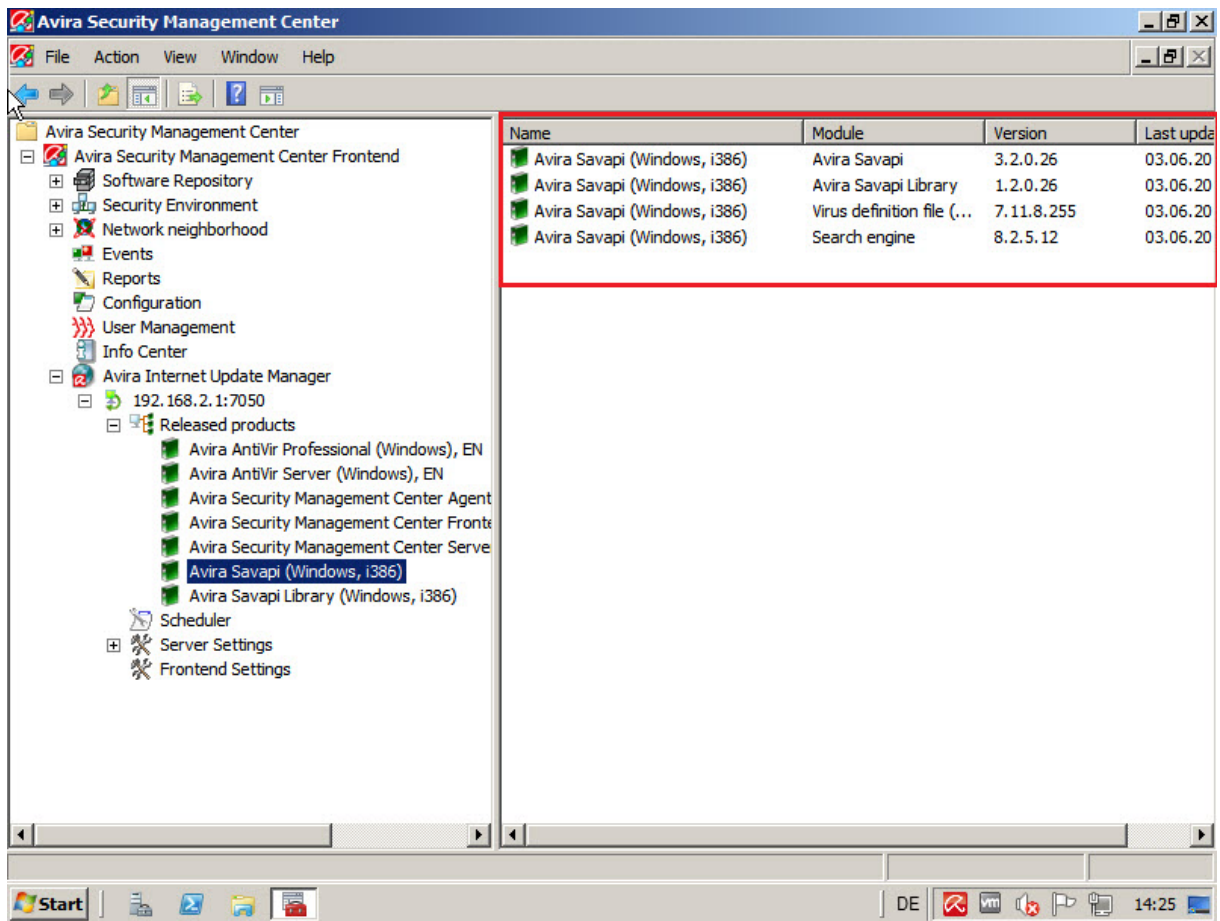 Avira Security Management Center
File Action View Window Help
Avira Security Management Center
Avira Security Management Center Frontend
Software Repository
Security Environment
Network neighborhood
Events
Reports
Configuration
User Management
Info Center
Avira Internet Update Manager
192.168.2.1:7050
Released products
Avira AntiVir Professional (Windows), EN
Avira AntiVir Server (Windows), EN
Avira Security Management Center Agent
Avira Security Management Center Fronte
Avira Security Management Center Serve
Avira Savapi (Windows, i386)
Avira Savapi Library (Windows, i386)
Scheduler
Server Settings
Frontend Settings
Name Module Version Last upda
Avira Savapi (Windows, i386) Avira Savapi 3.2.0.26 03.06.20
Avira Savapi (Windows, i386) Avira Savapi Library 1.2.0.26 03.06.20
Avira Savapi (Windows, i386) Virus definition file (... 7.11.8.255 03.06.20
Avira Savapi (Windows, i386) Search engine 8.2.5.12 03.06.20
Start DE vm 14:25